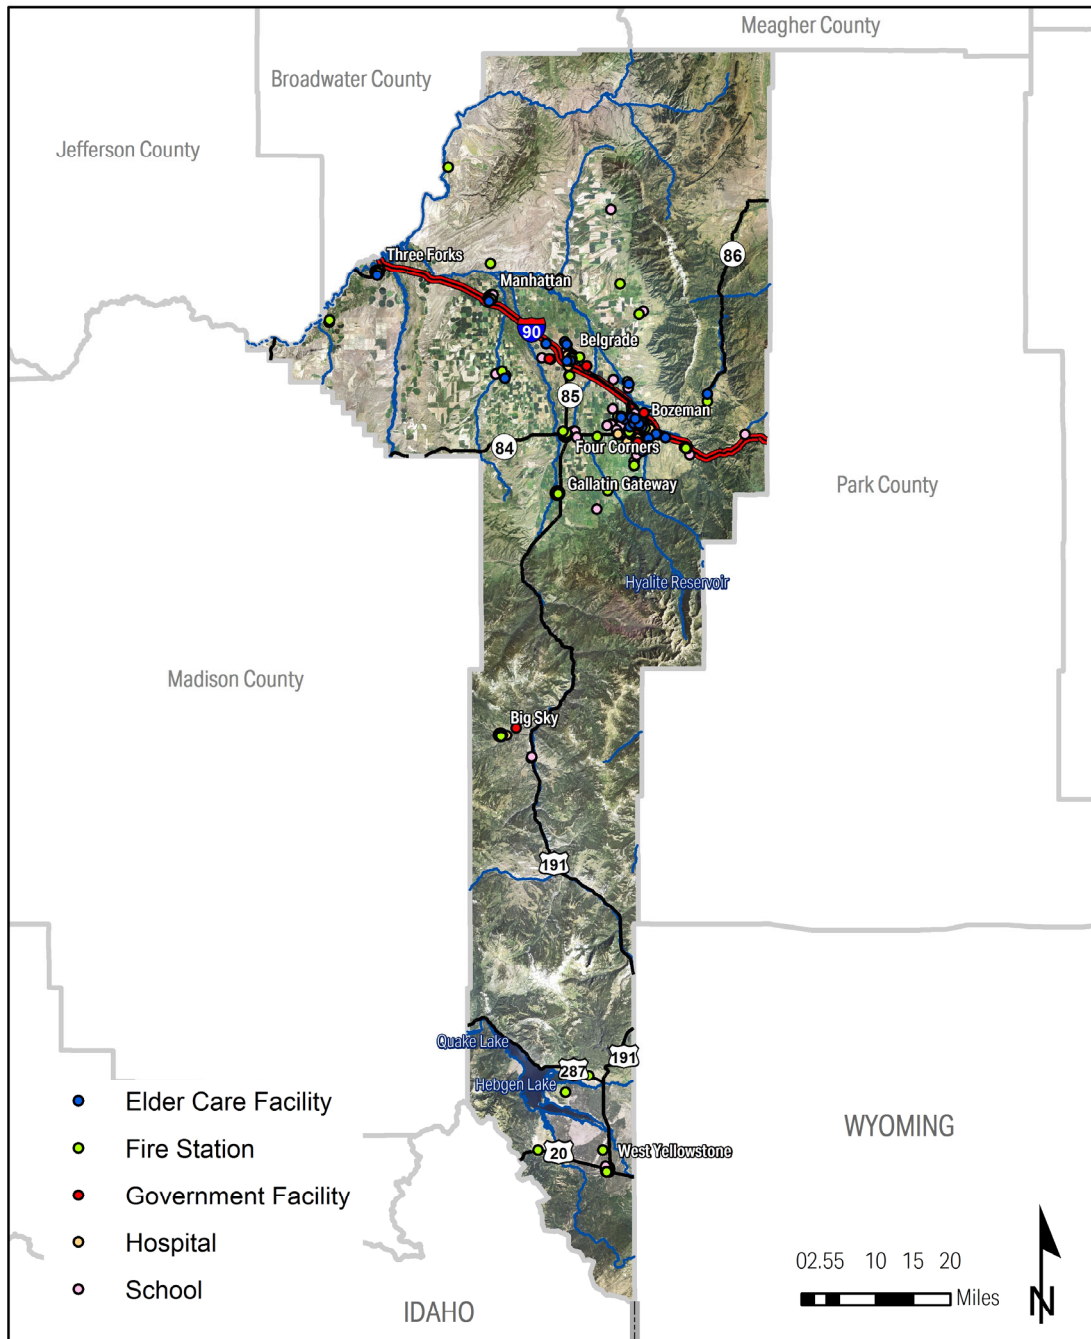 Meagher County
Broadwater County
Jefferson County
Three Forks
86
Manhattan
90
Belgrade
85
Bozeman
84
Four Corners
Gallatin Gateway
Park County
Hyalite Reservoir
Madison County
Big Sky
191
Quake Lake
191
287
Hebgen Lake
Elder Care Facility
WYOMING
Fire Station
West Yellowstone
20
Government Facility
Hospital
02.55 10 15 20
School
Miles
N
IDAHO